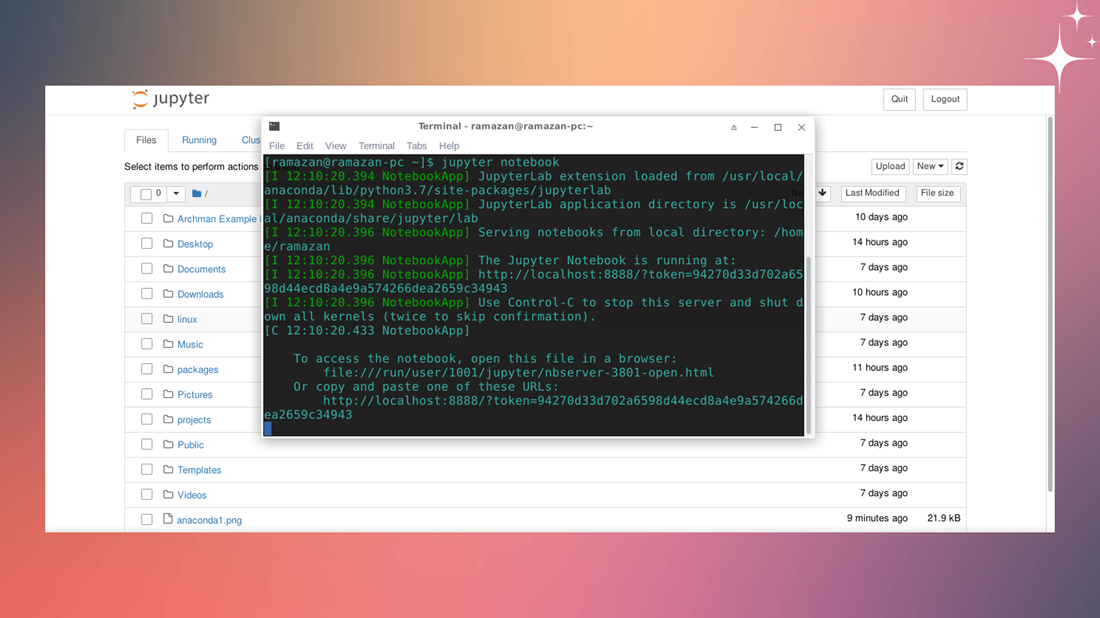 jupyter
Quit
Logout
Files
Running
Clus
Select items to perform actions
Upload
New
0
/
Last Modified
File size
Archman Example
10 days ago
Desktop
14 hours ago
Documents
7 days ago
Downloads
10 hours ago
linux
7 days ago
Music
7 days ago
packages
11 hours ago
Pictures
7 days ago
projects
14 hours ago
Public
7 days ago
Templates
7 days ago
Videos
7 days ago
anaconda1.png
9 minutes ago
21.9 kB
Terminal - ramazan@ramazan-pc:~
File Edit View Terminal Tabs Help
[ramazan@ramazan-pc ~]$ jupyter notebook
[I 12:10:20.394 NotebookApp] JupyterLab extension loaded from /usr/local/
anaconda/lib/python3.7/site-packages/jupyterlab
[I 12:10:20.394 NotebookApp] JupyterLab application directory is /usr/loc
al/anaconda/share/jupyter/lab
[I 12:10:20.396 NotebookApp] Serving notebooks from local directory: /hom
e/ramazan
[I 12:10:20.396 NotebookApp] The Jupyter Notebook is running at:
[I 12:10:20.396 NotebookApp] http://localhost:8888/?token=94270d33d702a65
98d44ecd8a4e9a574266dea2659c34943
[I 12:10:20.396 NotebookApp] Use Control-C to stop this server and shut d
own all kernels (twice to skip confirmation).
[C 12:10:20.433 NotebookApp]
To access the notebook, open this file in a browser:
file:///run/user/1001/jupyter/nbserver-3801-open.html
Or copy and paste one of these URLs:
http://localhost:8888/?token=94270d33d702a6598d44ecd8a4e9a574266d
ea2659c34943